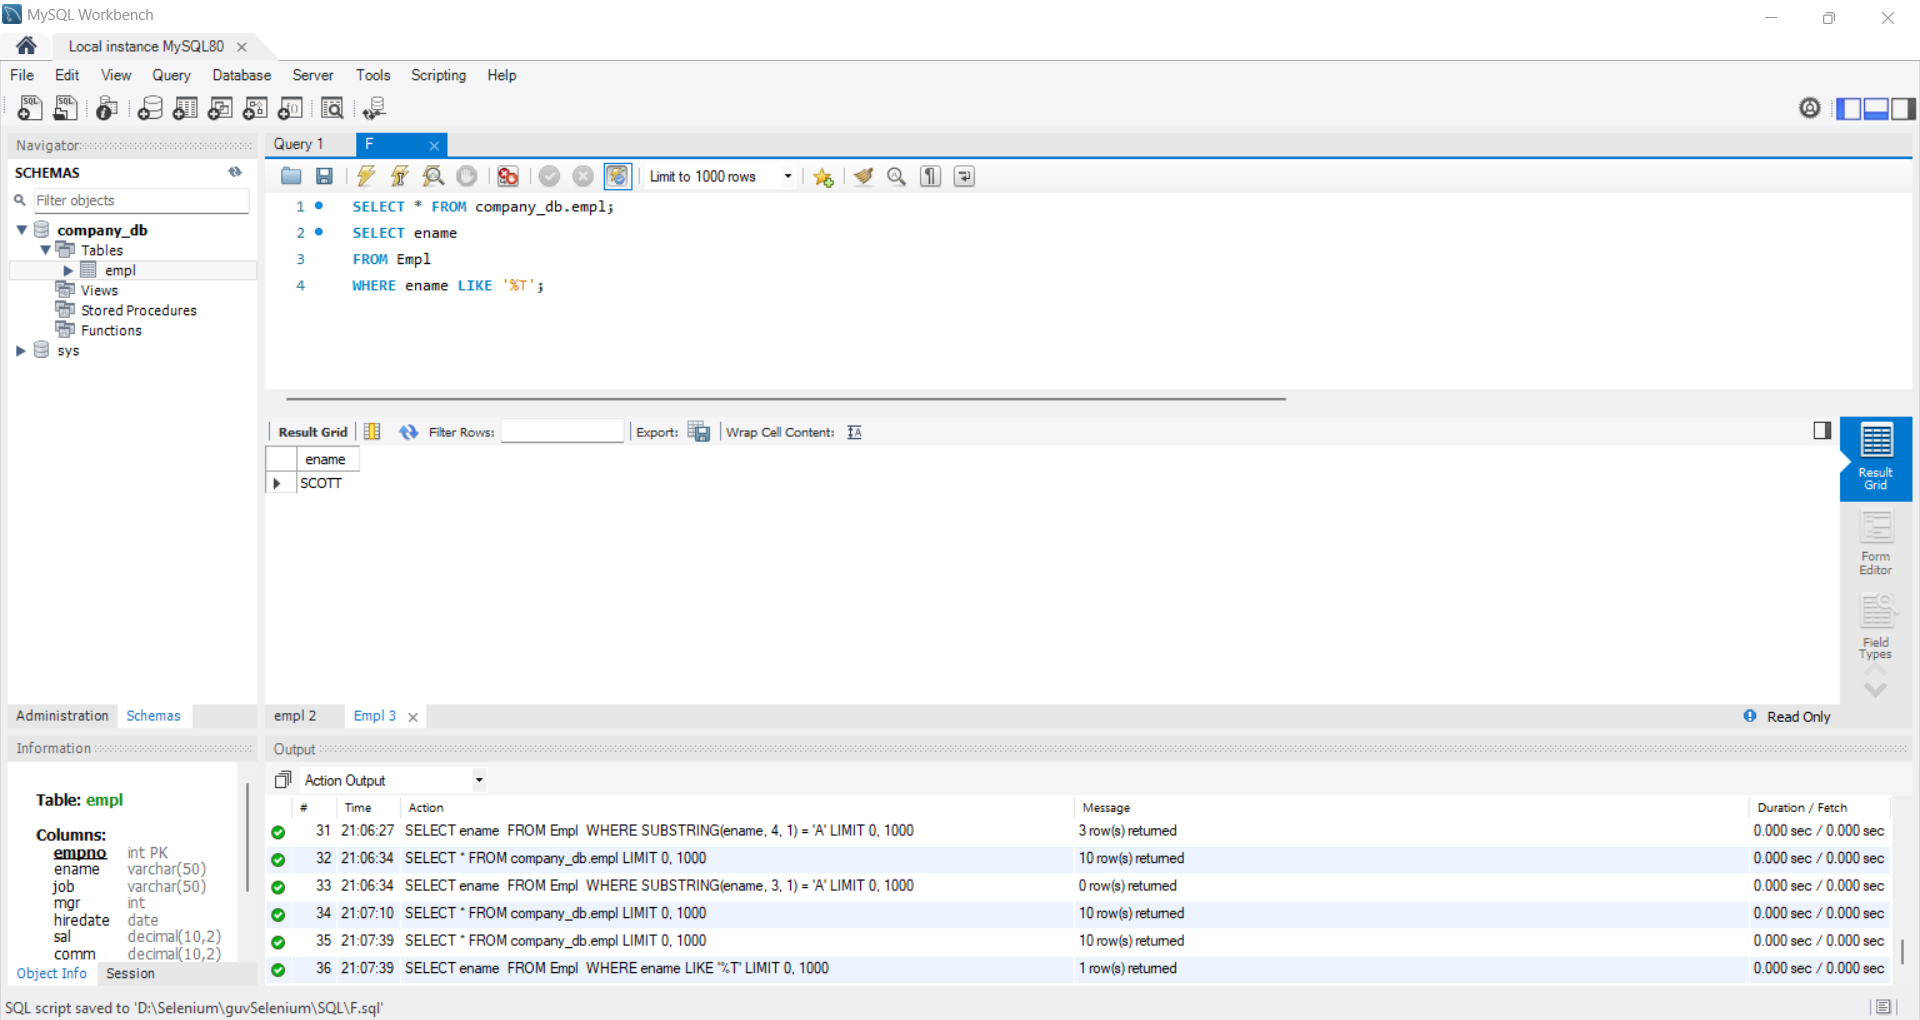 MySQL Workbench
Local instance MySQL80
File Edit View Query Database Server Tools Scripting Help
SQL SQL
Navigator
SCHEMAS
Filter objects
company_db
Tables
empl
Views
Stored Procedures
Functions
sys
Administration Schemas
Information
Table: empl
Columns:
empno int PK
ename varchar(50)
job varchar(50)
mgr int
hiredate date
sal decimal(10,2)
comm decimal(10,2)
Object Info Session
Query 1 F
Limit to 1000 rows
1 SELECT * FROM company_db.empl;
2 SELECT ename
3 FROM Empl
4 WHERE ename LIKE '%T';
Result Grid Filter Rows: Export: Wrap Cell Content:
ename
SCOTT
Result
Grid
Form
Editor
Field
Types
empl 2 Empl 3 Read Only
Output
Action Output
# Time Action Message Duration / Fetch
31 21:06:27 SELECT ename FROM Empl WHERE SUBSTRING(ename, 4, 1) = 'A' LIMIT 0, 1000 3 row(s) returned 0.000 sec / 0.000 sec
32 21:06:34 SELECT * FROM company_db.empl LIMIT 0, 1000 10 row(s) returned 0.000 sec / 0.000 sec
33 21:06:34 SELECT ename FROM Empl WHERE SUBSTRING(ename, 3, 1) = 'A' LIMIT 0, 1000 0 row(s) returned 0.000 sec / 0.000 sec
34 21:07:10 SELECT * FROM company_db.empl LIMIT 0, 1000 10 row(s) returned 0.000 sec / 0.000 sec
35 21:07:39 SELECT * FROM company_db.empl LIMIT 0, 1000 10 row(s) returned 0.000 sec / 0.000 sec
36 21:07:39 SELECT ename FROM Empl WHERE ename LIKE '%T' LIMIT 0, 1000 1 row(s) returned 0.000 sec / 0.000 sec
SQL script saved to 'D:\Selenium\guvSelenium\SQL\F.sql'